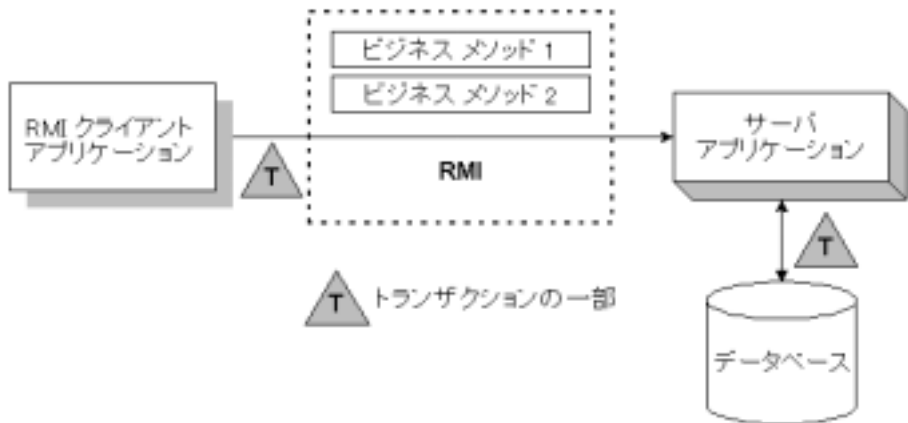 ビジネス メソッド 1
ビジネス メソッド 2
RMI クライアント
アプリケーション
サーバ
アプリケーション
T
RMI
T
T トランザクションの一部
データベース